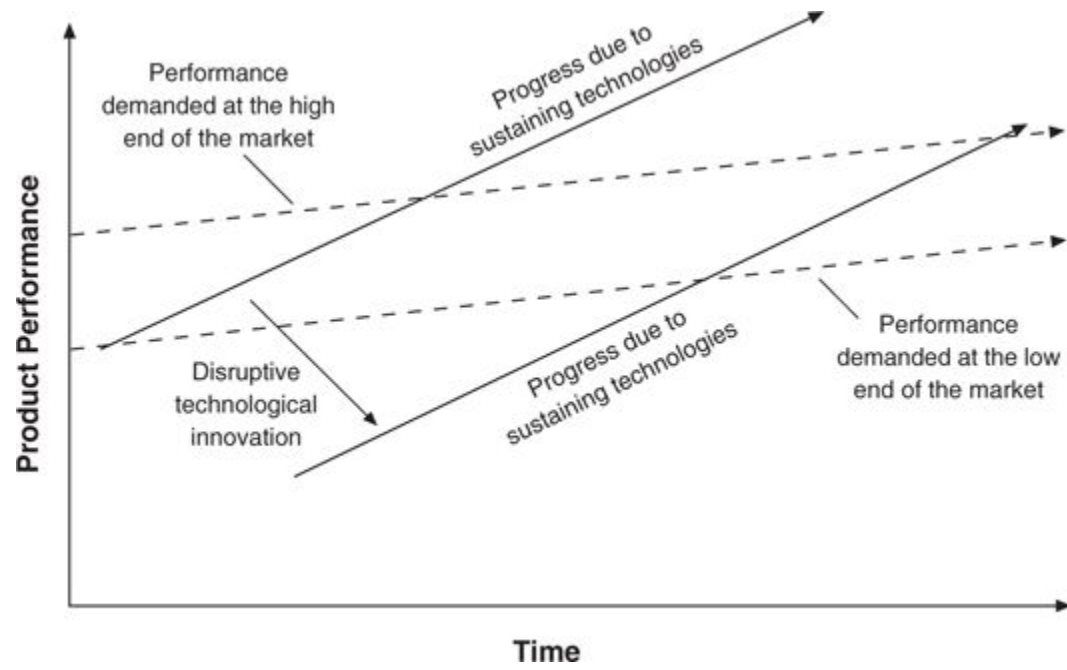 Performance
demanded at the high
end of the market
Progress due to
sustaining technologies
Product Performance
Disruptive
technological
innovation
Progress due to
sustaining technologies
Performance
demanded at the low
end of the market
Time